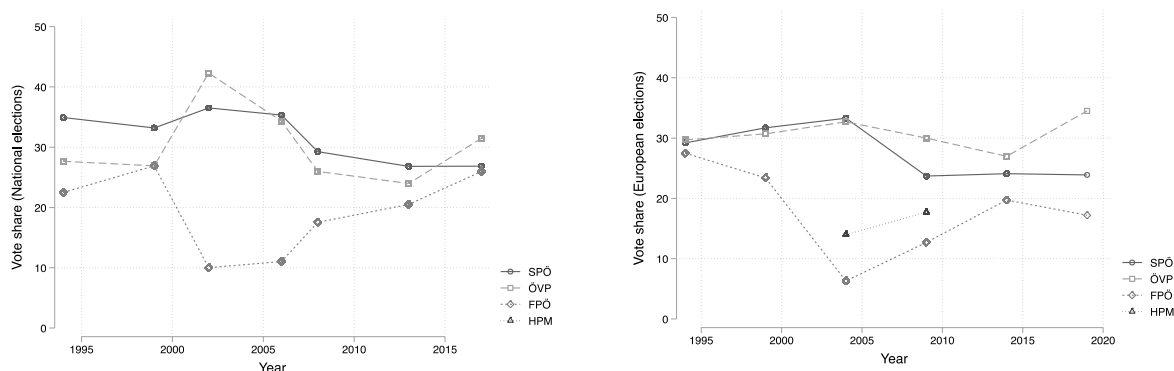 Vote share (National elections)
50
40
30
20
10
0
1995 2000 2005 2010 2015
Year
SPÖ
ÖVP
FPÖ
HPM
Vote share (European elections)
50
40
30
20
10
0
1995 2000 2005 2010 2015 2020
Year
SPÖ
ÖVP
FPÖ
HPM